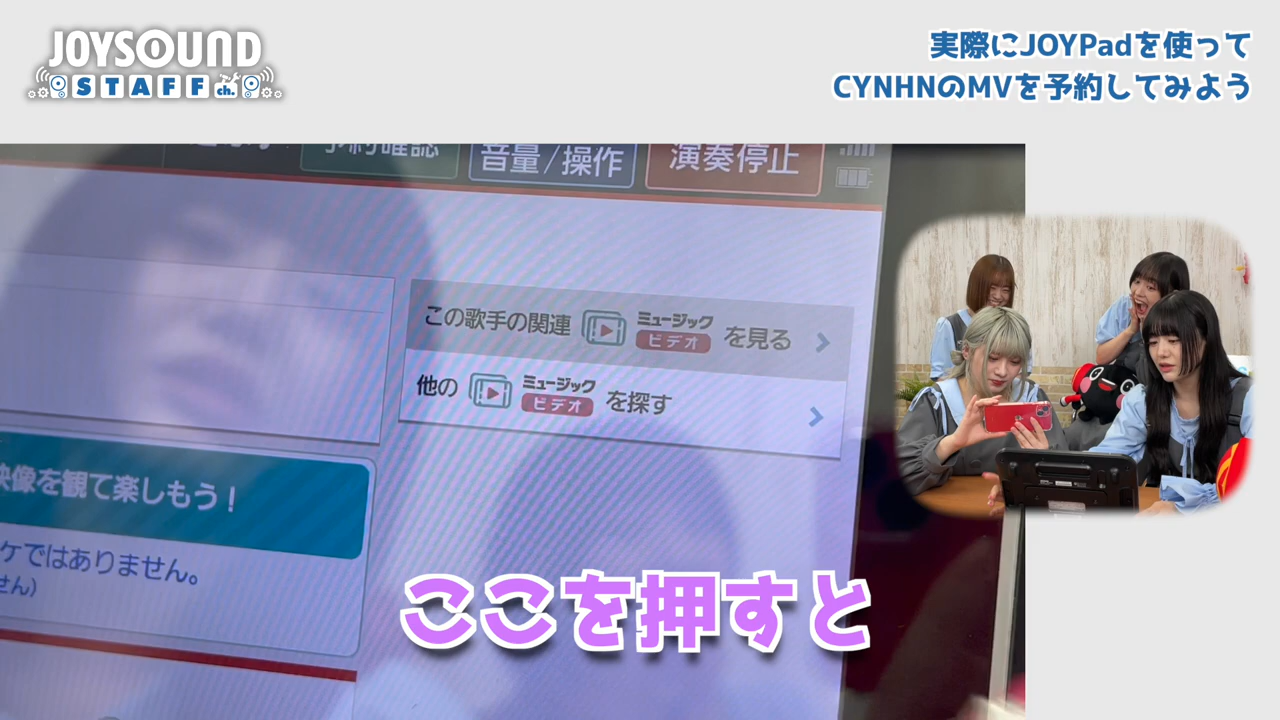 JOYSOUND
STAFF ch.
実際にJOYPadを使って
CYNHNのMVを予約してみよう
予約確認
音量/操作
演奏停止
この歌手の関連 ミュージックビデオ を見る
他の ミュージックビデオ を探す
映像を観て楽しもう！
ケではありません。
せん）
ここを押すと